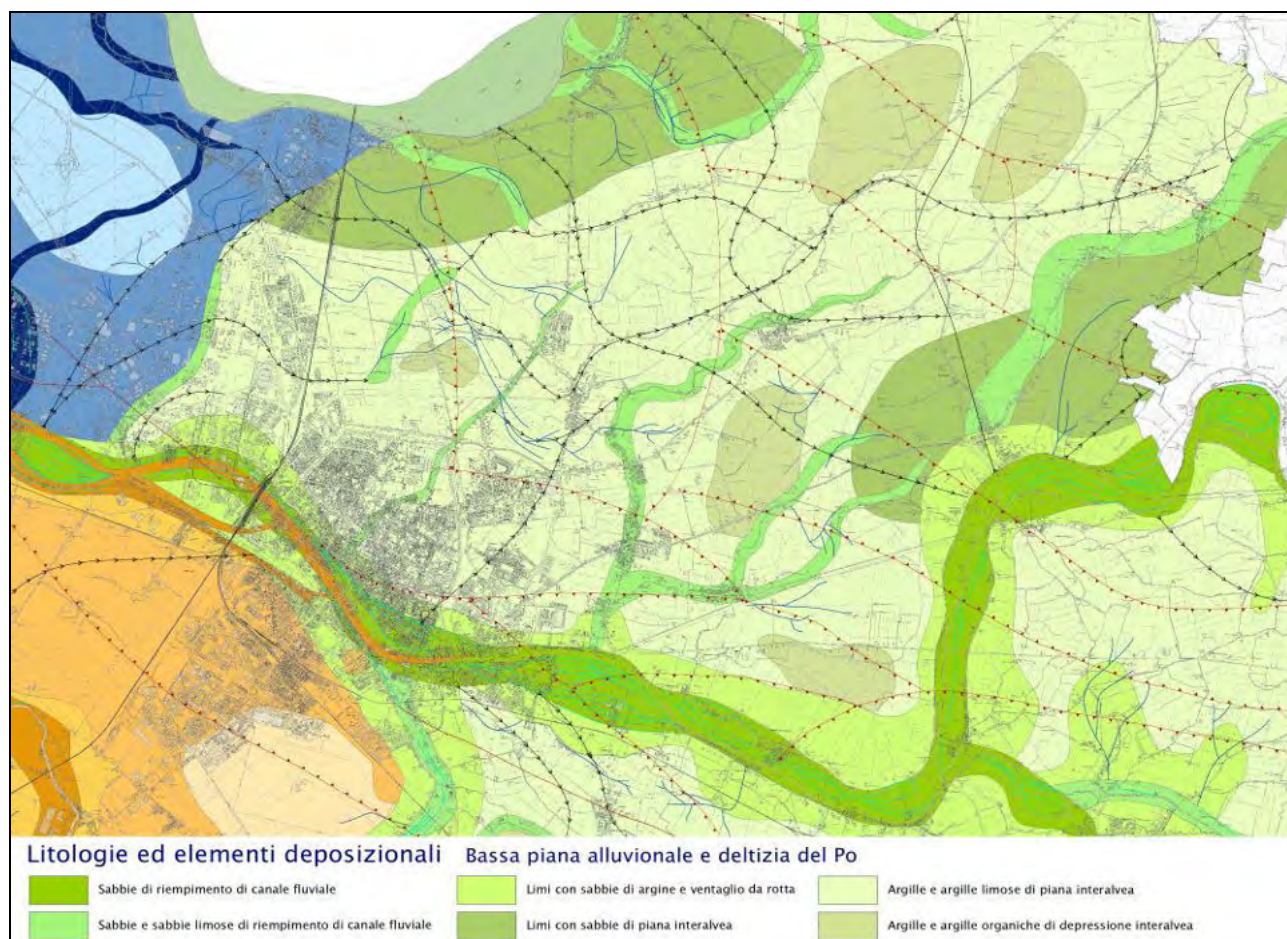 Litologie ed elementi deposizionali
Bassa piana alluvionale e deltizia del Po
Sabbie di riempimento di canale fluviale
Limi con sabbie di argine e ventaglio da rotta
Argille e argille limose di piana interalvea
Sabbie e sabbie limose di riempimento di canale fluviale
Limi con sabbie di piana interalvea
Argille e argille organiche di depressione interalvea